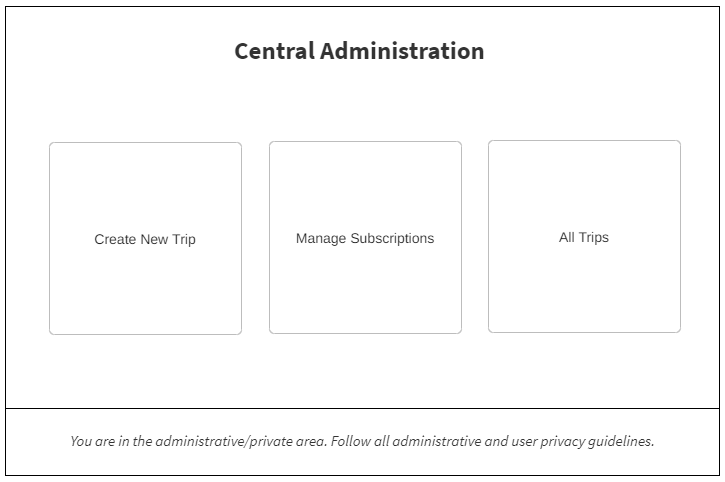 Central Administration
Create New Trip
Manage Subscriptions
All Trips
You are in the administrative/private area. Follow all administrative and user privacy guidelines.